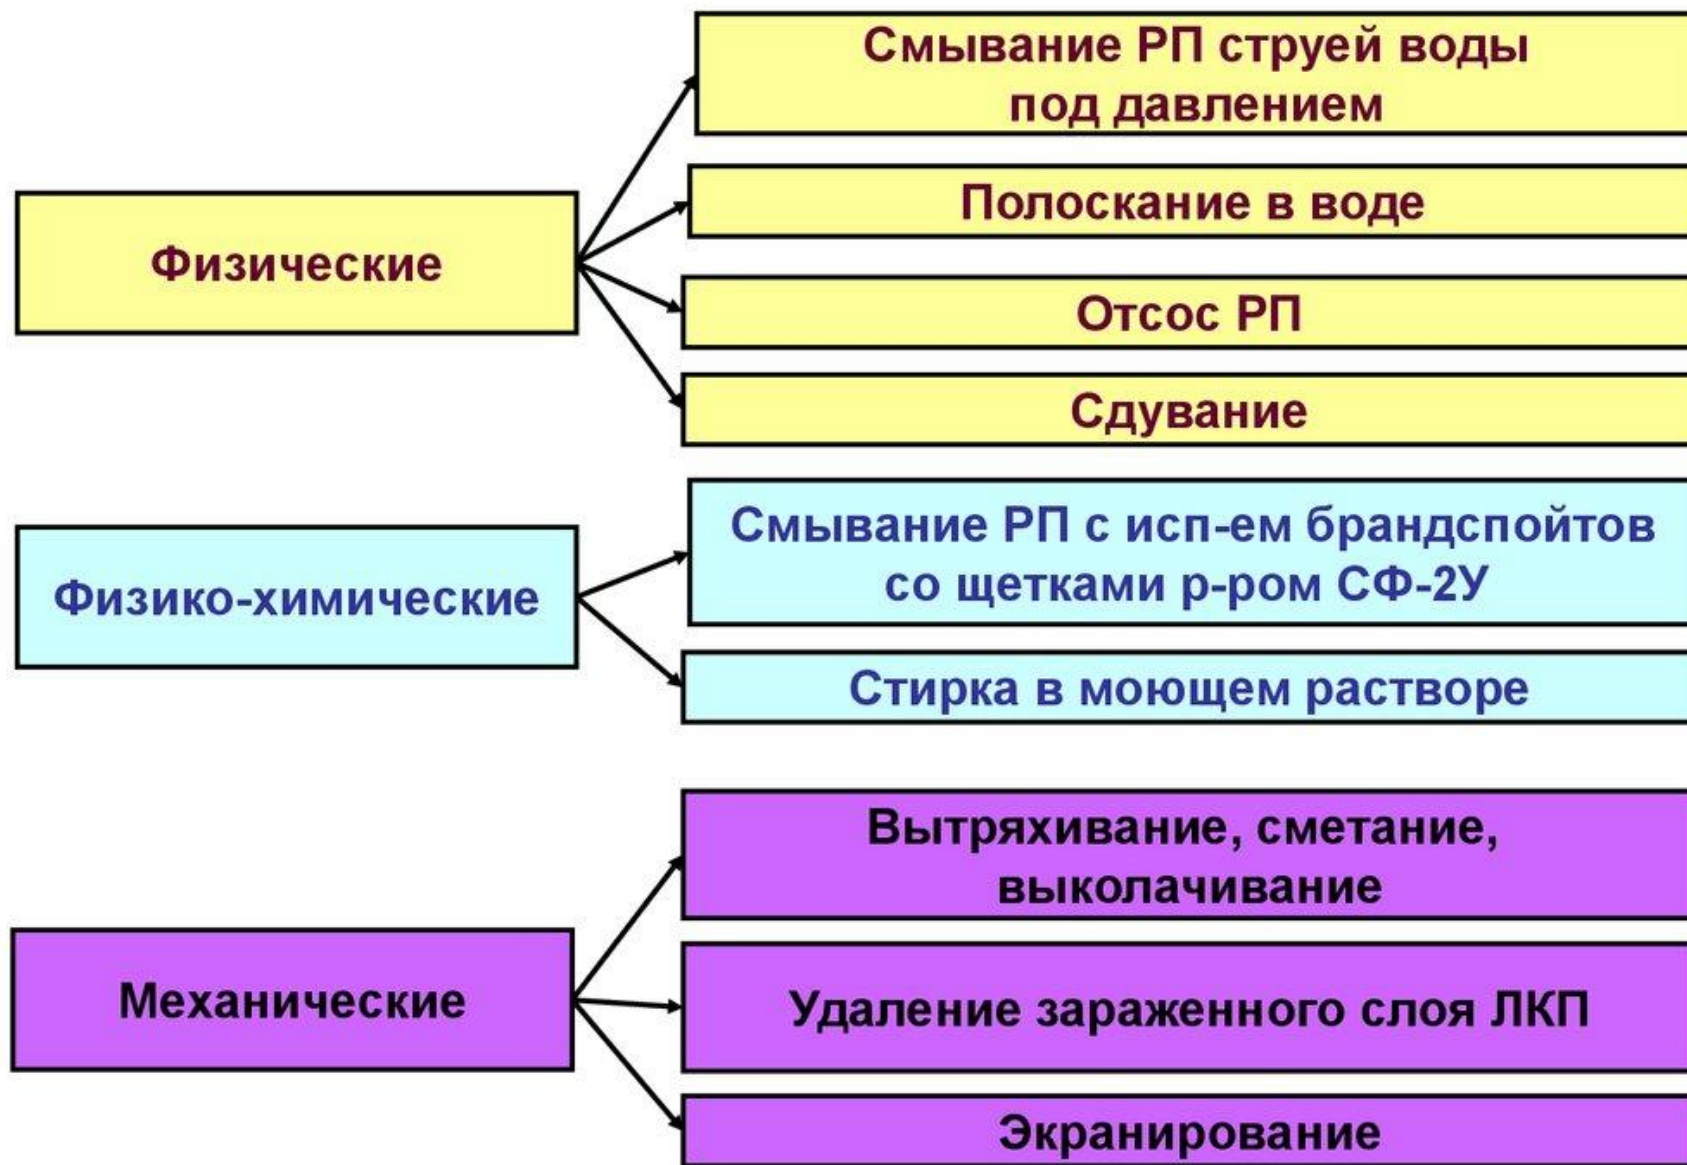 Физические
Смывание РП струей воды
под давлением
Полоскание в воде
Отсос РП
Сдувание
Физико-химические
Смывание РП с исп-ем брандспойтов
со щетками р-ром СФ-2У
Стирка в моющем растворе
Механические
Вытряхивание, сметание,
выколачивание
Удаление зараженного слоя ЛКП
Экранирование